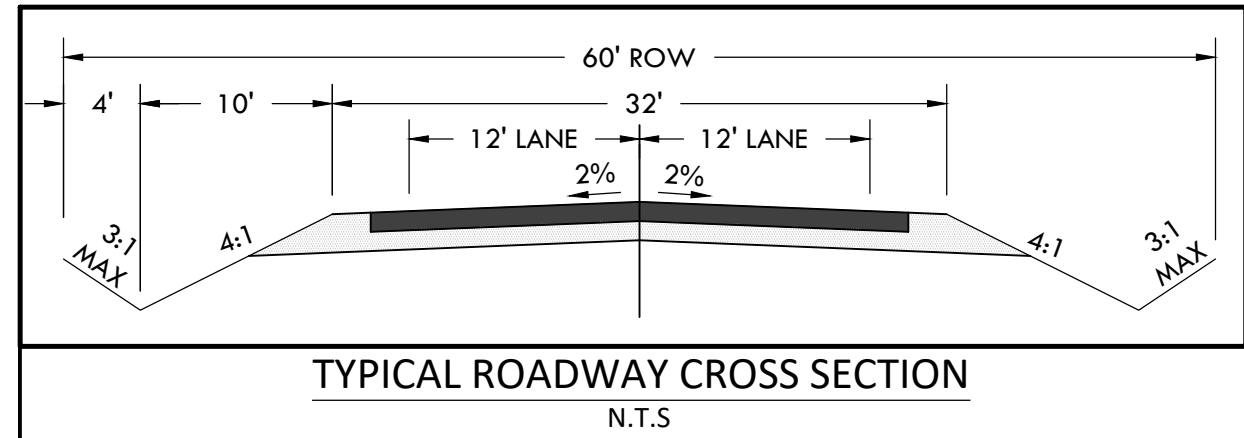 60' ROW
4' 10' 32'
12' LANE 12' LANE
2% 2%
3:1
MAX
4:1
4:1
3:1
MAX
TYPICAL ROADWAY CROSS SECTION
N.T.S